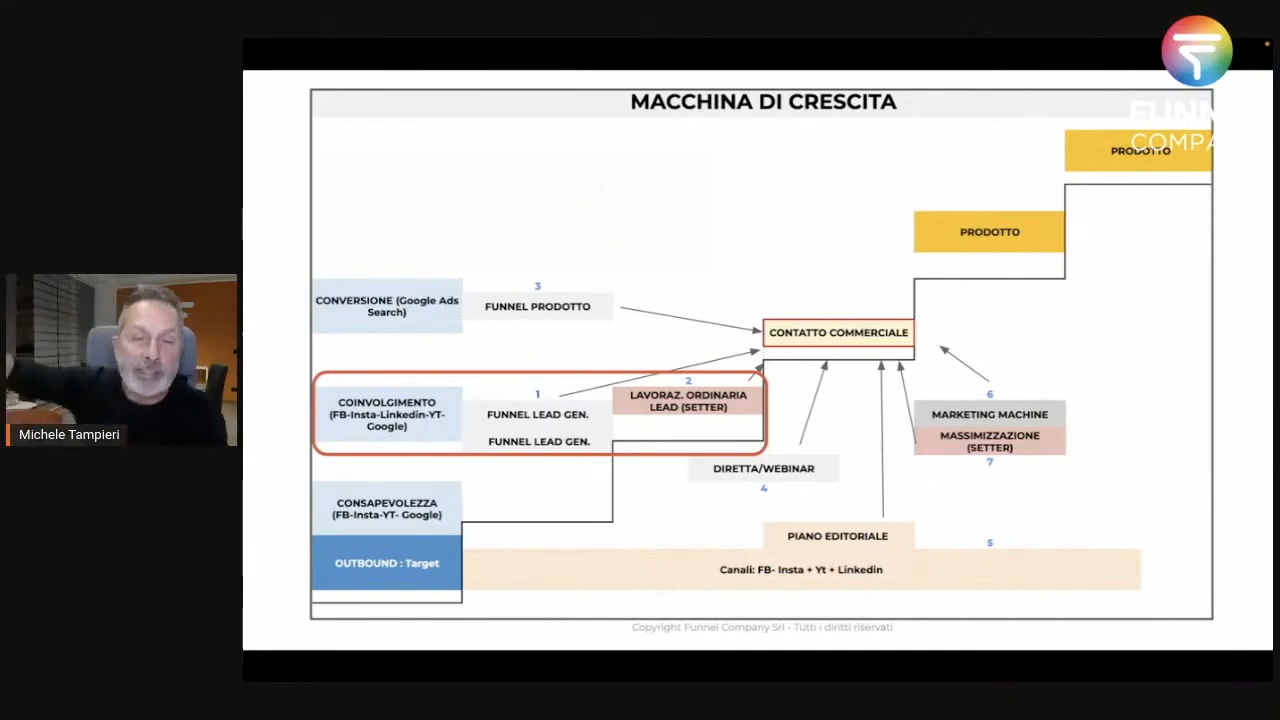 MACCHINA DI CRESCITA
FUNN
COMPA
PRODOTTO
PRODOTTO
3
CONVERSIONE (Google Ads
Search)
FUNNEL PRODOTTO
CONTATTO COMMERCIALE
1
2
6
COINVOLGIMENTO
(FB-Insta-Linkedin-YT-
Google)
FUNNEL LEAD GEN.
FUNNEL LEAD GEN.
LAVORAZ. ORDINARIA
LEAD (SETTER)
MARKETING MACHINE
MASSIMIZZAZIONE
(SETTER)
7
Michele Tampieri
DIRETTA/WEBINAR
4
CONSAPEVOLEZZA
(FB-Insta-YT- Google)
PIANO EDITORIALE
5
OUTBOUND : Target
Canali: FB- Insta + Yt + Linkedin
Copyright Funnel Company Srl - Tutti i diritti riservati